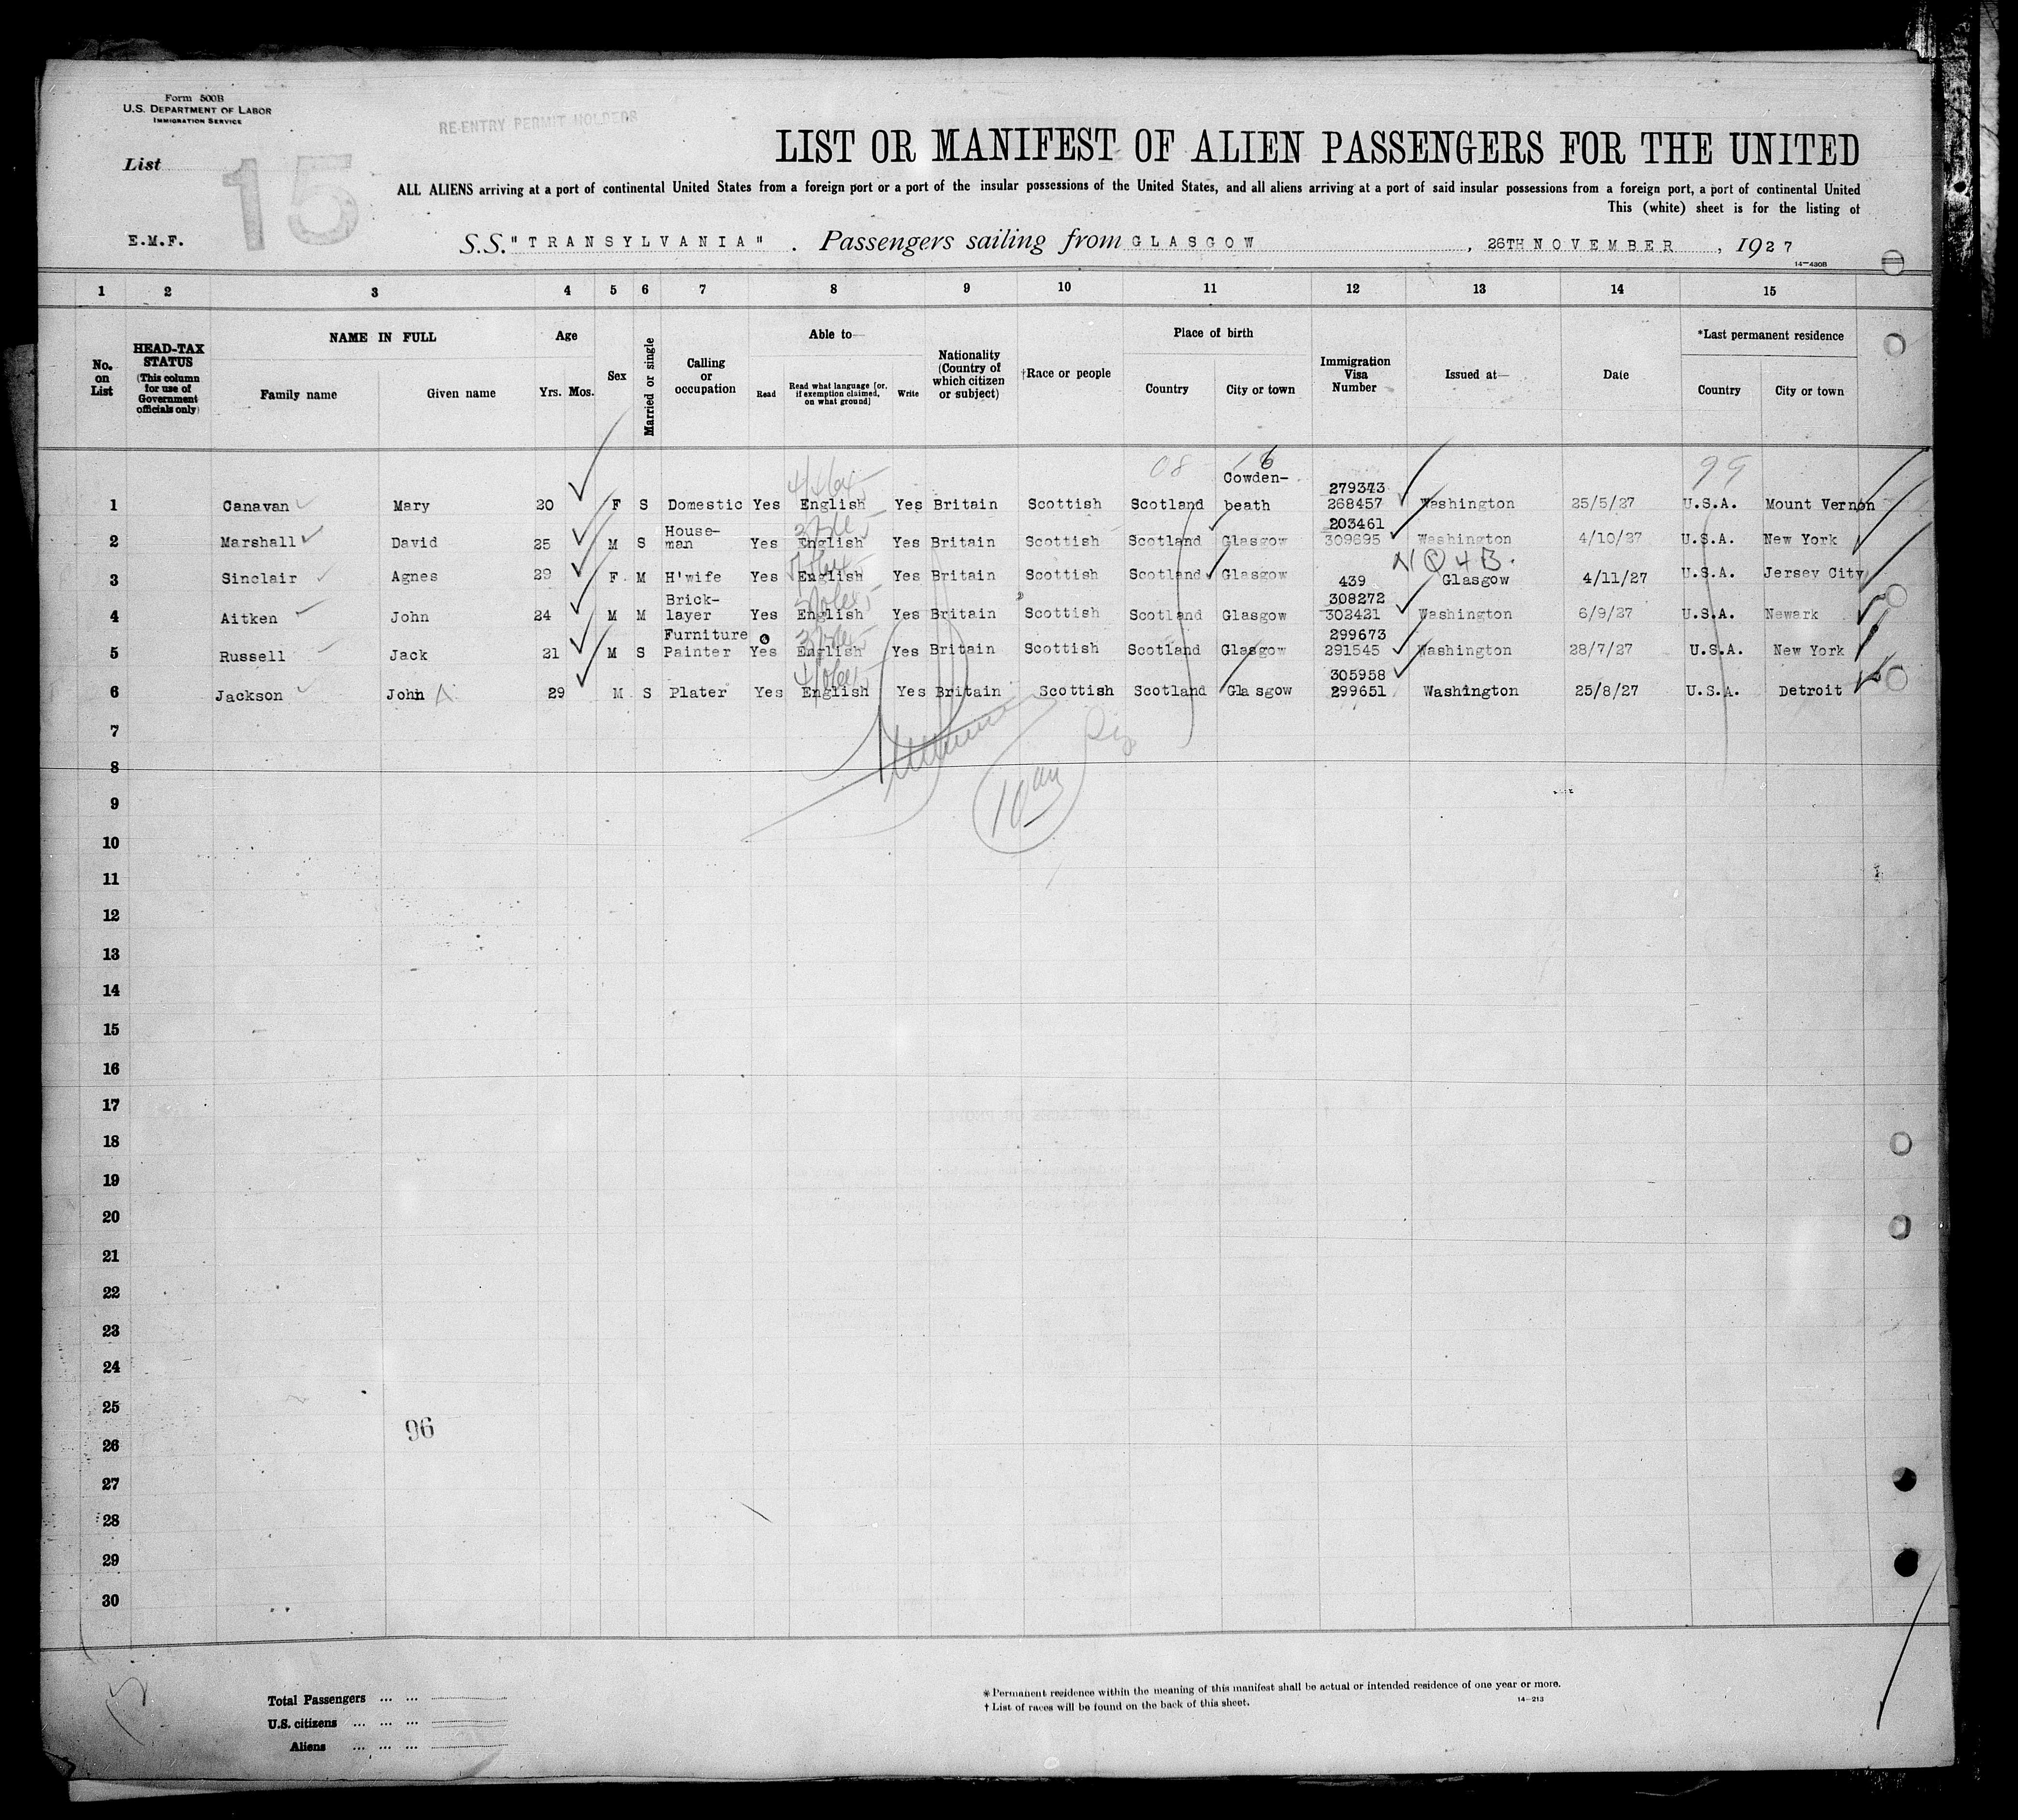 Form 500B
U.S. DEPARTMENT OF LABOR
IMMIGRATION SERVICE
RE-ENTRY PERMIT HOLDERS
LIST OR MANIFEST OF ALIEN PASSENGERS FOR THE UNITED
List 15
ALL ALIENS arriving at a port of continental United States from a foreign port or a port of the insular possessions of the United States, and all aliens arriving at a port of said insular possessions from a foreign port, a port of continental United
This (white) sheet is for the listing of
E.M.F.
S.S. "TRANSYLVANIA". Passengers sailing from GLASGOW, 26TH NOVEMBER, 1927
14-430B
1 2 3 4 5 6 7 8 9 10 11 12 13 14 15
No. on List
HEAD-TAX STATUS (This column for use of Government officials only)
NAME IN FULL
Family name Given name
Age
Yrs. Mos.
Sex
Married or single
Calling or occupation
Able to—
Read Read what language [or, if exemption claimed, on what ground] Write
Nationality (Country of which citizen or subject)
†Race or people
Place of birth
Country City or town
Immigration Visa Number
Issued at—
Date
*Last permanent residence
Country City or town
08 16 99
Cowden-
279343
1 Canavan Mary 20 F S Domestic Yes English Yes Britain Scottish Scotland beath 268457 Washington 25/5/27 U.S.A. Mount Vernon
House- 203461
2 Marshall David 25 M S man Yes English Yes Britain Scottish Scotland Glasgow 309695 Washington 4/10/27 U.S.A. New York
NQ4B.
3 Sinclair Agnes 29 F M H'wife Yes English Yes Britain Scottish Scotland Glasgow 439 Glasgow 4/11/27 U.S.A. Jersey City
Brick- 308272
4 Aitken John 24 M M layer Yes English Yes Britain Scottish Scotland Glasgow 302421 Washington 6/9/27 U.S.A. Newark
Furniture 299673
5 Russell Jack 21 M S Painter Yes English Yes Britain Scottish Scotland Glasgow 291545 Washington 28/7/27 U.S.A. New York
305958
6 Jackson John A 29 M S Plater Yes English Yes Britain Scottish Scotland Glasgow 299651 Washington 25/8/27 U.S.A. Detroit
7
8
10
9
10
11
12
13
14
15
16
17
18
19
20
21
22
23
24
25
96
26
27
28
29
30
Total Passengers ... ...
U.S. citizens ... ... ...
Aliens ... ... ...
* Permanent residence within the meaning of this manifest shall be actual or intended residence of one year or more.
† List of races will be found on the back of this sheet.
14-213